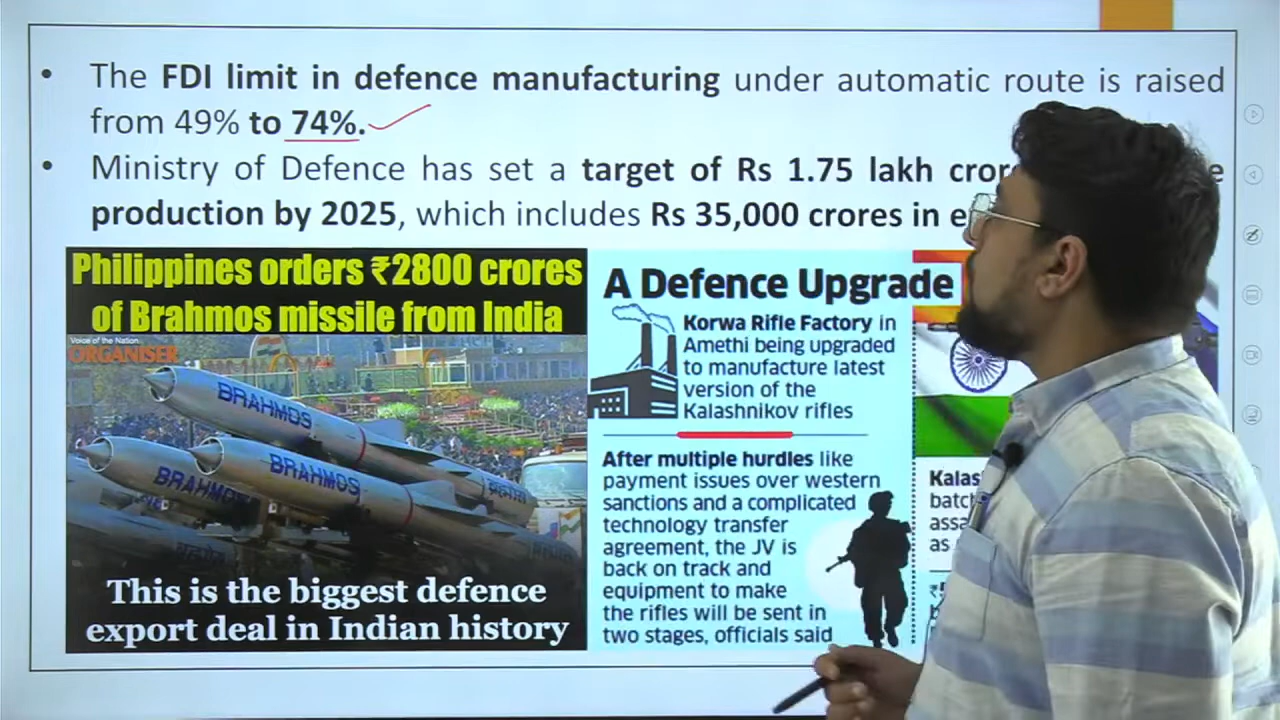 • The FDI limit in defence manufacturing under automatic route is raised
from 49% to 74%.
• Ministry of Defence has set a target of Rs 1.75 lakh
production by 2025, which includes Rs 35,000 crores in
Philippines orders ₹2800 crores
of Brahmos missile from India
Voice of the Nation
ORGANISER
BRAHMOS
BRAHMOS
BRAHMOS
This is the biggest defence
export deal in Indian history
A Defence Upgrade
Korwa Rifle Factory in
Amethi being upgraded
to manufacture latest
version of the
Kalashnikov rifles
After multiple hurdles like
payment issues over western
sanctions and a complicated
technology transfer
agreement, the JV is
back on track and
equipment to make
the rifles will be sent in
two stages, officials said